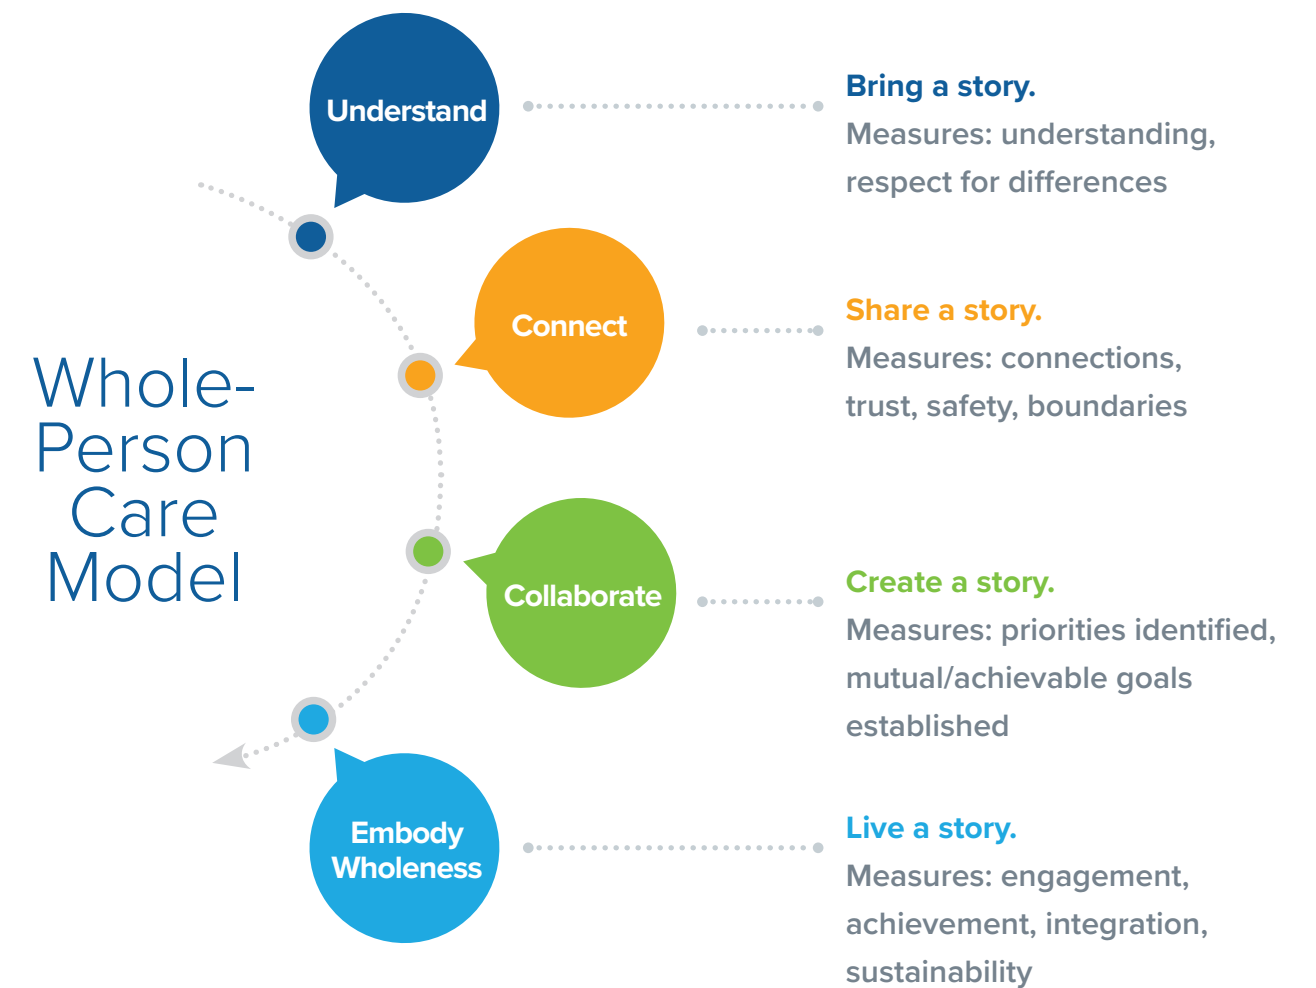 Whole-
Person
Care
Model
Understand
Bring a story.
Measures: understanding,
respect for differences
Connect
Share a story.
Measures: connections,
trust, safety, boundaries
Collaborate
Create a story.
Measures: priorities identified,
mutual/achievable goals
established
Embody
Wholeness
Live a story.
Measures: engagement,
achievement, integration,
sustainability